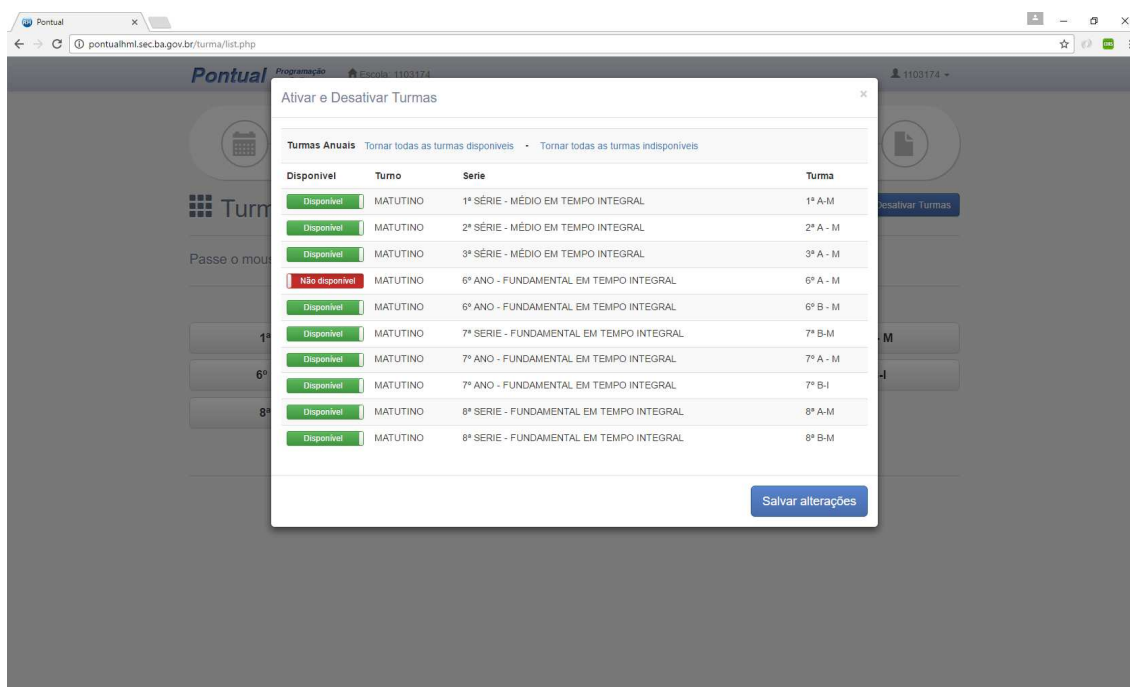 Pontual
pontualhml.sec.ba.gov.br/turma/list.php
Pontual Programação Escola: 1103174 1103174
Ativar e Desativar Turmas ×
Turmas Anuais Tornar todas as turmas disponíveis - Tornar todas as turmas indisponíveis
Disponivel Turno Serie Turma
Disponível MATUTINO 1ª SÉRIE - MÉDIO EM TEMPO INTEGRAL 1ª A-M
Turm Desativar Turmas
Disponível MATUTINO 2ª SÉRIE - MÉDIO EM TEMPO INTEGRAL 2ª A - M
Disponível MATUTINO 3ª SÉRIE - MÉDIO EM TEMPO INTEGRAL 3ª A - M
Passe o mou
Não disponível MATUTINO 6º ANO - FUNDAMENTAL EM TEMPO INTEGRAL 6º A - M
Disponível MATUTINO 6º ANO - FUNDAMENTAL EM TEMPO INTEGRAL 6º B - M
Disponível MATUTINO 7ª SERIE - FUNDAMENTAL EM TEMPO INTEGRAL 7ª B-M
1ª M
Disponível MATUTINO 7º ANO - FUNDAMENTAL EM TEMPO INTEGRAL 7º A - M
6º -I
Disponível MATUTINO 7º ANO - FUNDAMENTAL EM TEMPO INTEGRAL 7º B-I
8ª
Disponível MATUTINO 8ª SERIE - FUNDAMENTAL EM TEMPO INTEGRAL 8ª A-M
Disponível MATUTINO 8ª SERIE - FUNDAMENTAL EM TEMPO INTEGRAL 8ª B-M
Salvar alterações